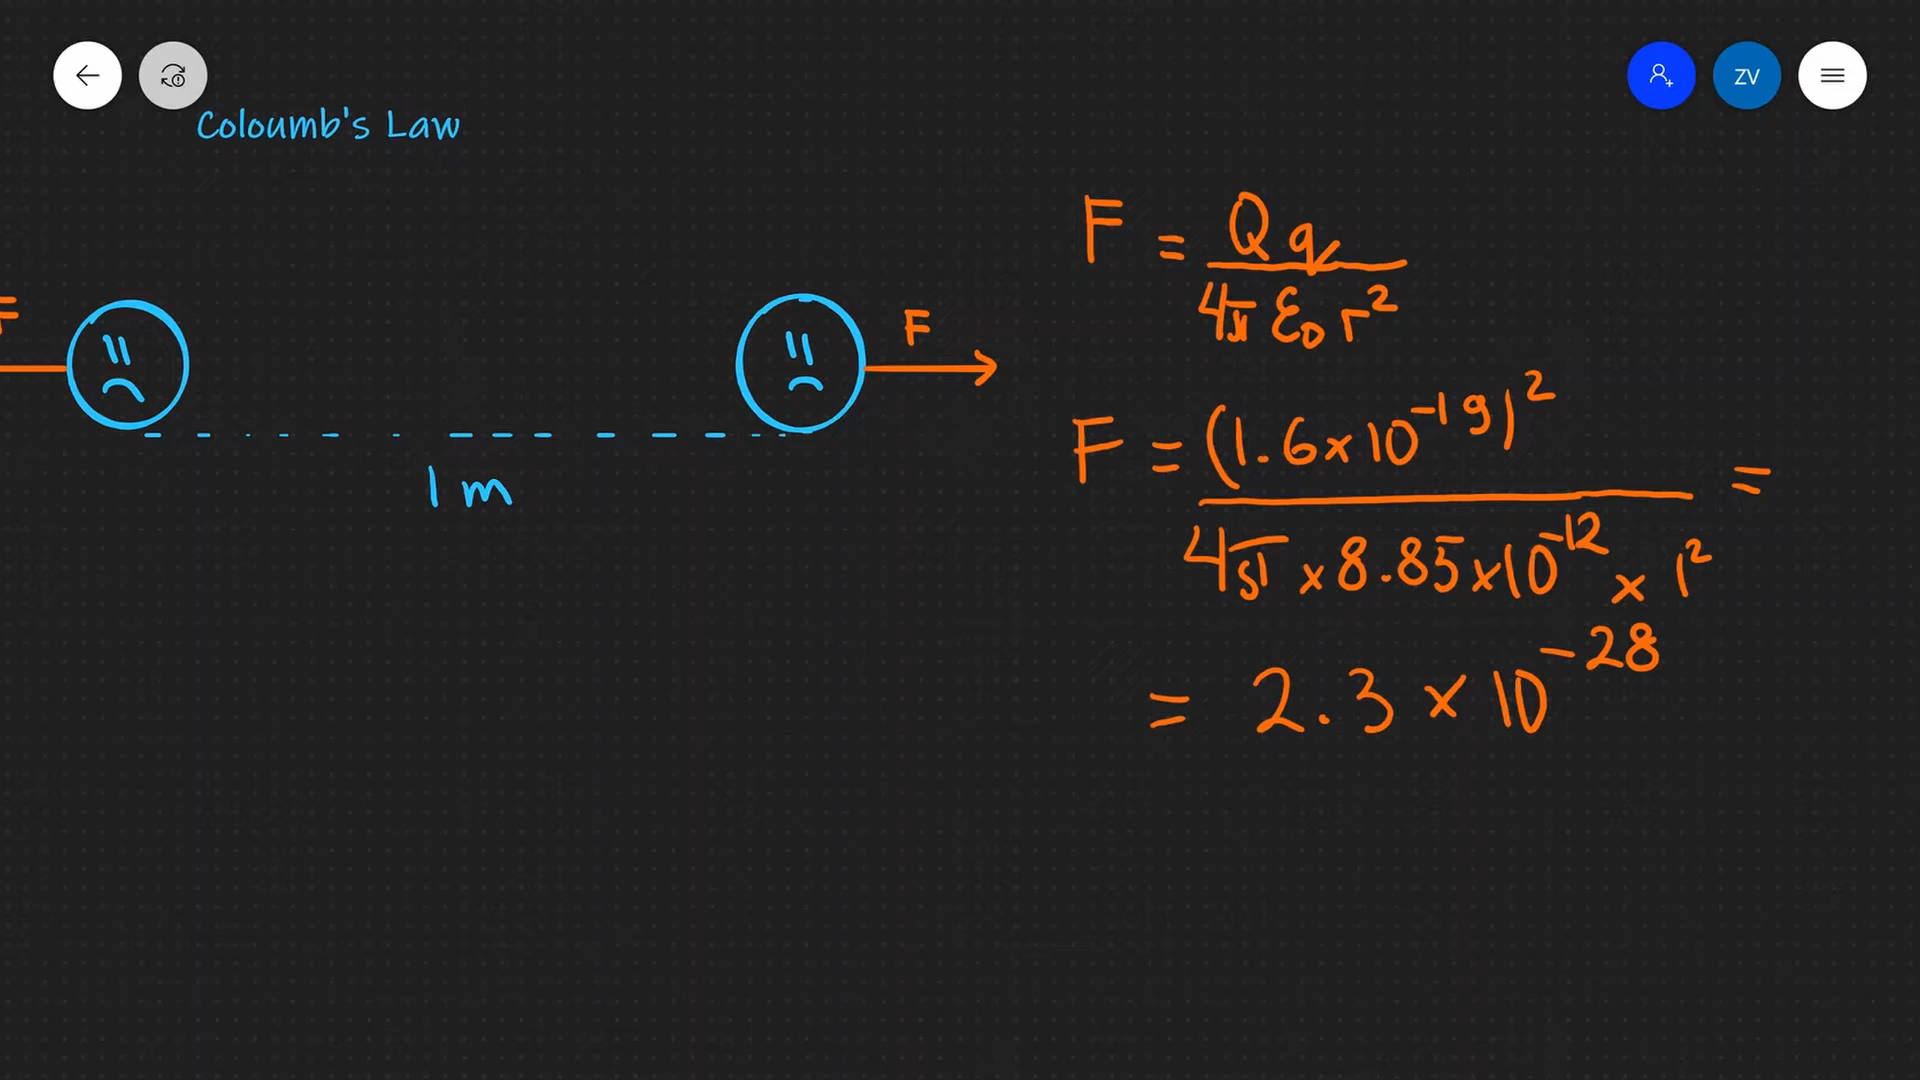 ZV
Coloumb's Law
F = Qq / 4π ε₀ r²
F
F
1 m
F = (1.6×10⁻¹⁹)² / 4π × 8.85×10⁻¹² × 1² =
= 2.3 × 10⁻²⁸